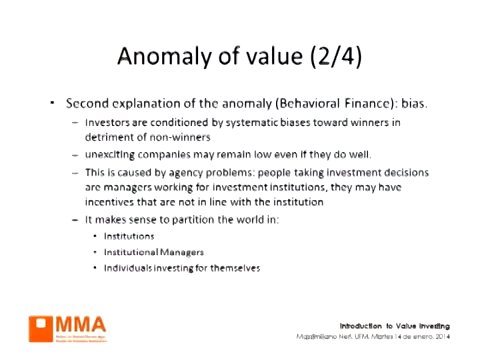 Anomaly of value (2/4)
• Second explanation of the anomaly (Behavioral Finance): bias.
– Investors are conditioned by systematic biases toward winners in
detriment of non-winners
– unexciting companies may remain low even if they do well.
– This is caused by agency problems: people taking investment decisions
are managers working for investment institutions, they may have
incentives that are not in line with the institution
– It makes sense to partition the world in:
• Institutions
• Institutional Managers
• Individuals investing for themselves
MMA
Introduction to Value Investing
Massimiliano Neri, UFM, Martes 14 de enero, 2014